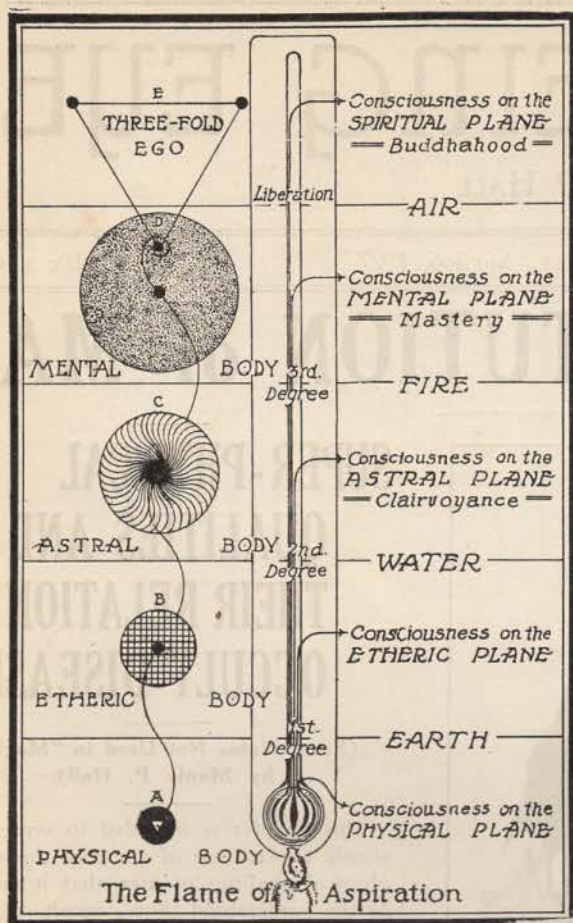 E
THREE-FOLD
EGO
D
MENTAL BODY
C
ASTRAL BODY
B
ETHERIC BODY
A
PHYSICAL BODY
Liberation
3rd.
Degree
2nd.
Degree
1st.
Degree
Consciousness on the
SPIRITUAL PLANE
Buddhahood
AIR
Consciousness on the
MENTAL PLANE
Mastery
FIRE
Consciousness on the
ASTRAL PLANE
Clairvoyance
WATER
Consciousness on the
ETHERIC PLANE
EARTH
Consciousness on the
PHYSICAL PLANE
The Flame of Aspiration